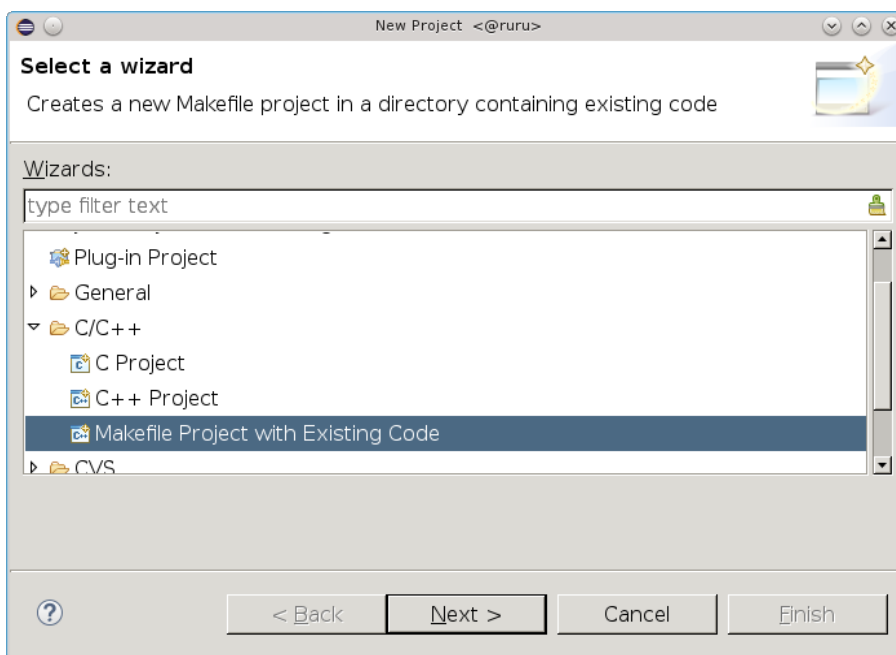 New Project <@ruru>
Select a wizard
Creates a new Makefile project in a directory containing existing code
Wizards:
type filter text
Plug-in Project
General
C/C++
C Project
C++ Project
Makefile Project with Existing Code
CVS
< Back Next > Cancel Finish